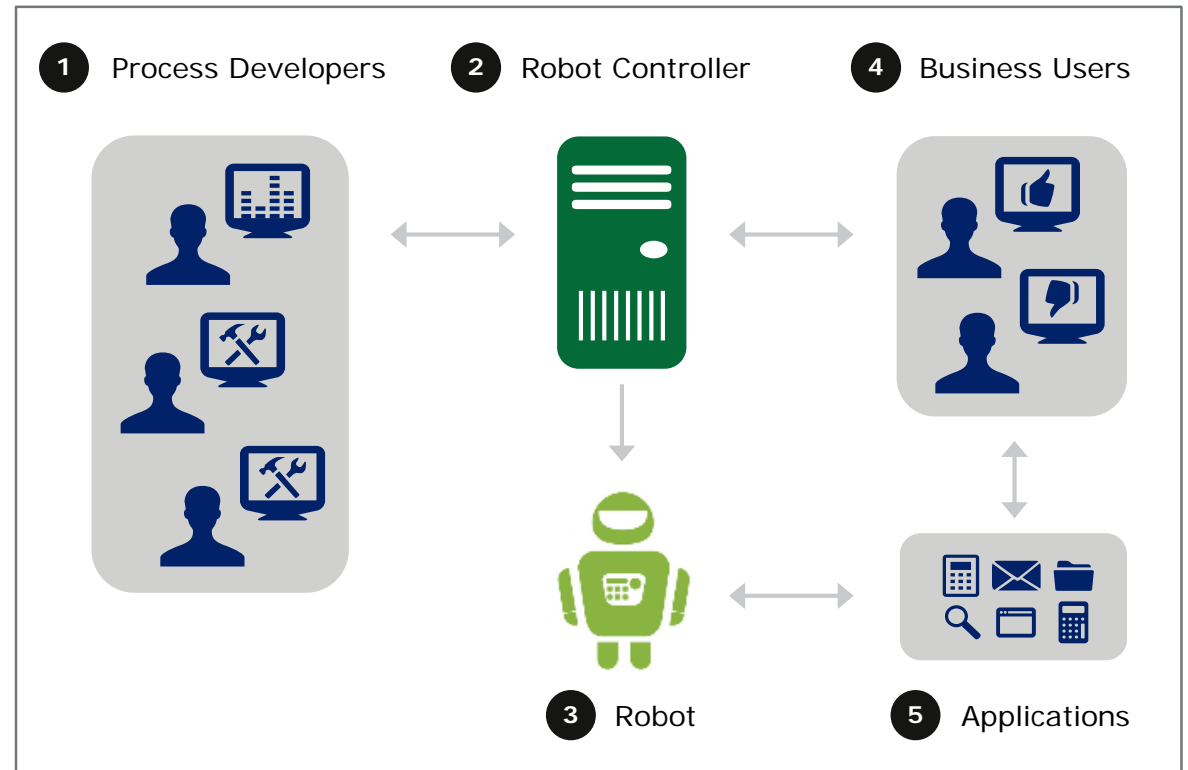 1 Process Developers
2 Robot Controller
4 Business Users
3 Robot
5 Applications